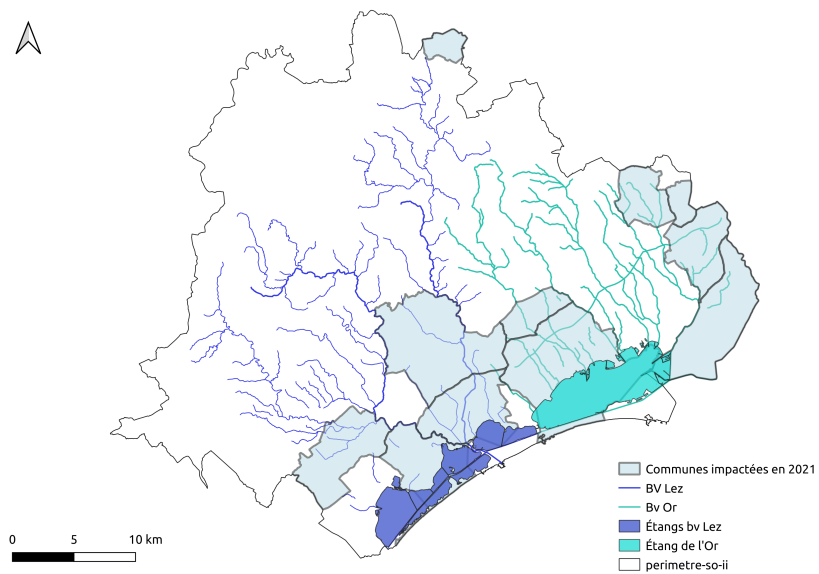 Communes impactées en 2021
BV Lez
Bv Or
Étangs bv Lez
Étang de l'Or
perimetre-so-ii
0 5 10 km